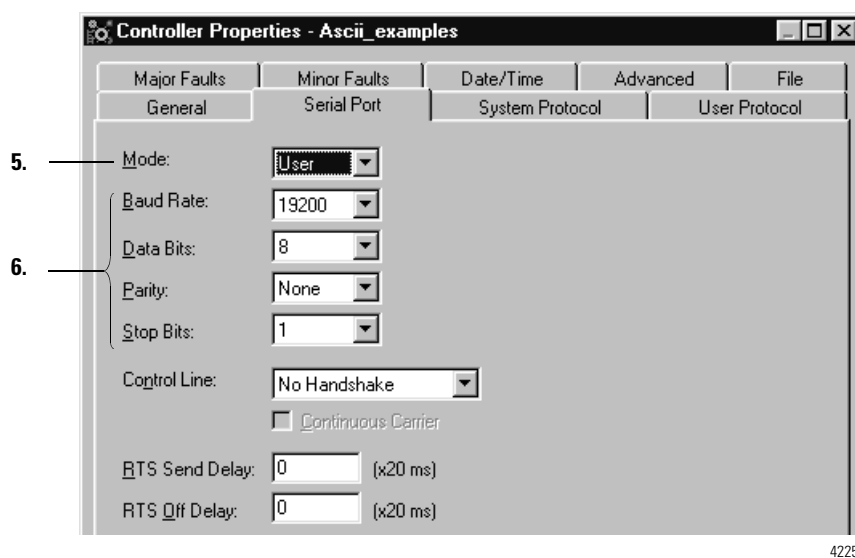 Controller Properties - Ascii_examples
Major Faults Minor Faults Date/Time Advanced File
General Serial Port System Protocol User Protocol
5. Mode: User
Baud Rate: 19200
Data Bits: 8
6.
Parity: None
Stop Bits: 1
Control Line: No Handshake
Continuous Carrier
RTS Send Delay: 0 (x20 ms)
RTS Off Delay: 0 (x20 ms)
4225